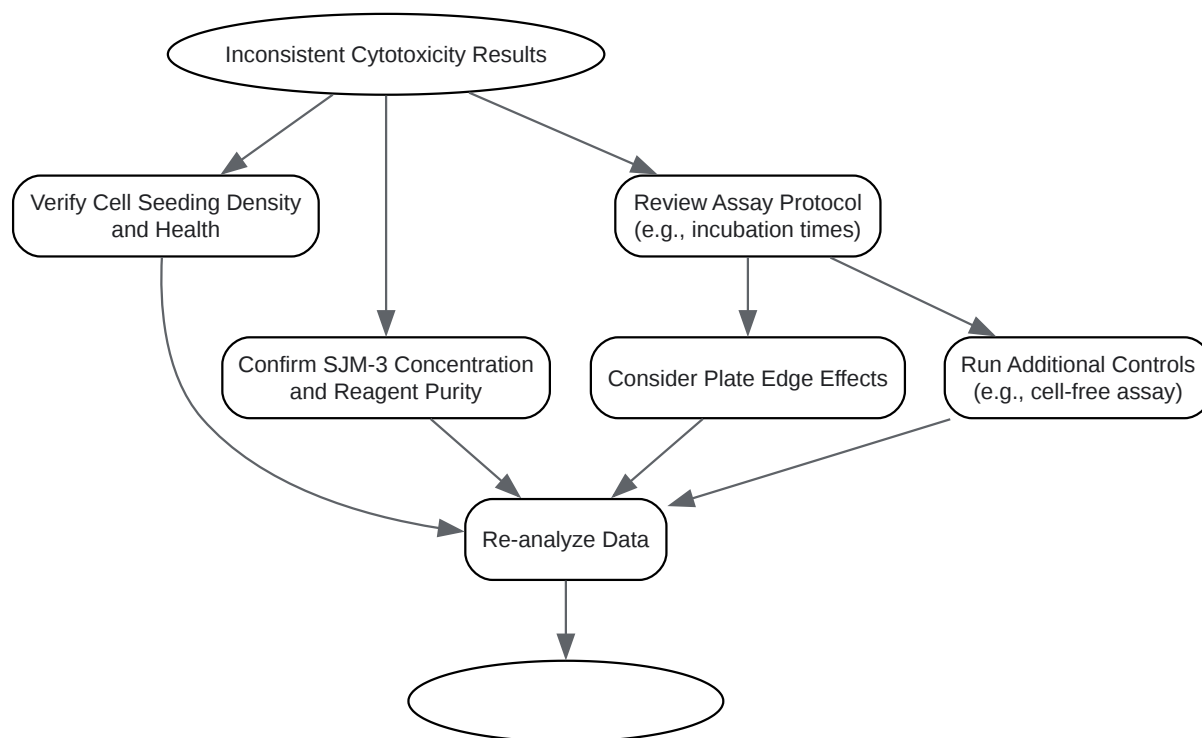 Inconsistent Cytotoxicity Results
Verify Cell Seeding Density
and Health
Review Assay Protocol
(e.g., incubation times)
Confirm SJM-3 Concentration
and Reagent Purity
Consider Plate Edge Effects
Run Additional Controls
(e.g., cell-free assay)
Re-analyze Data